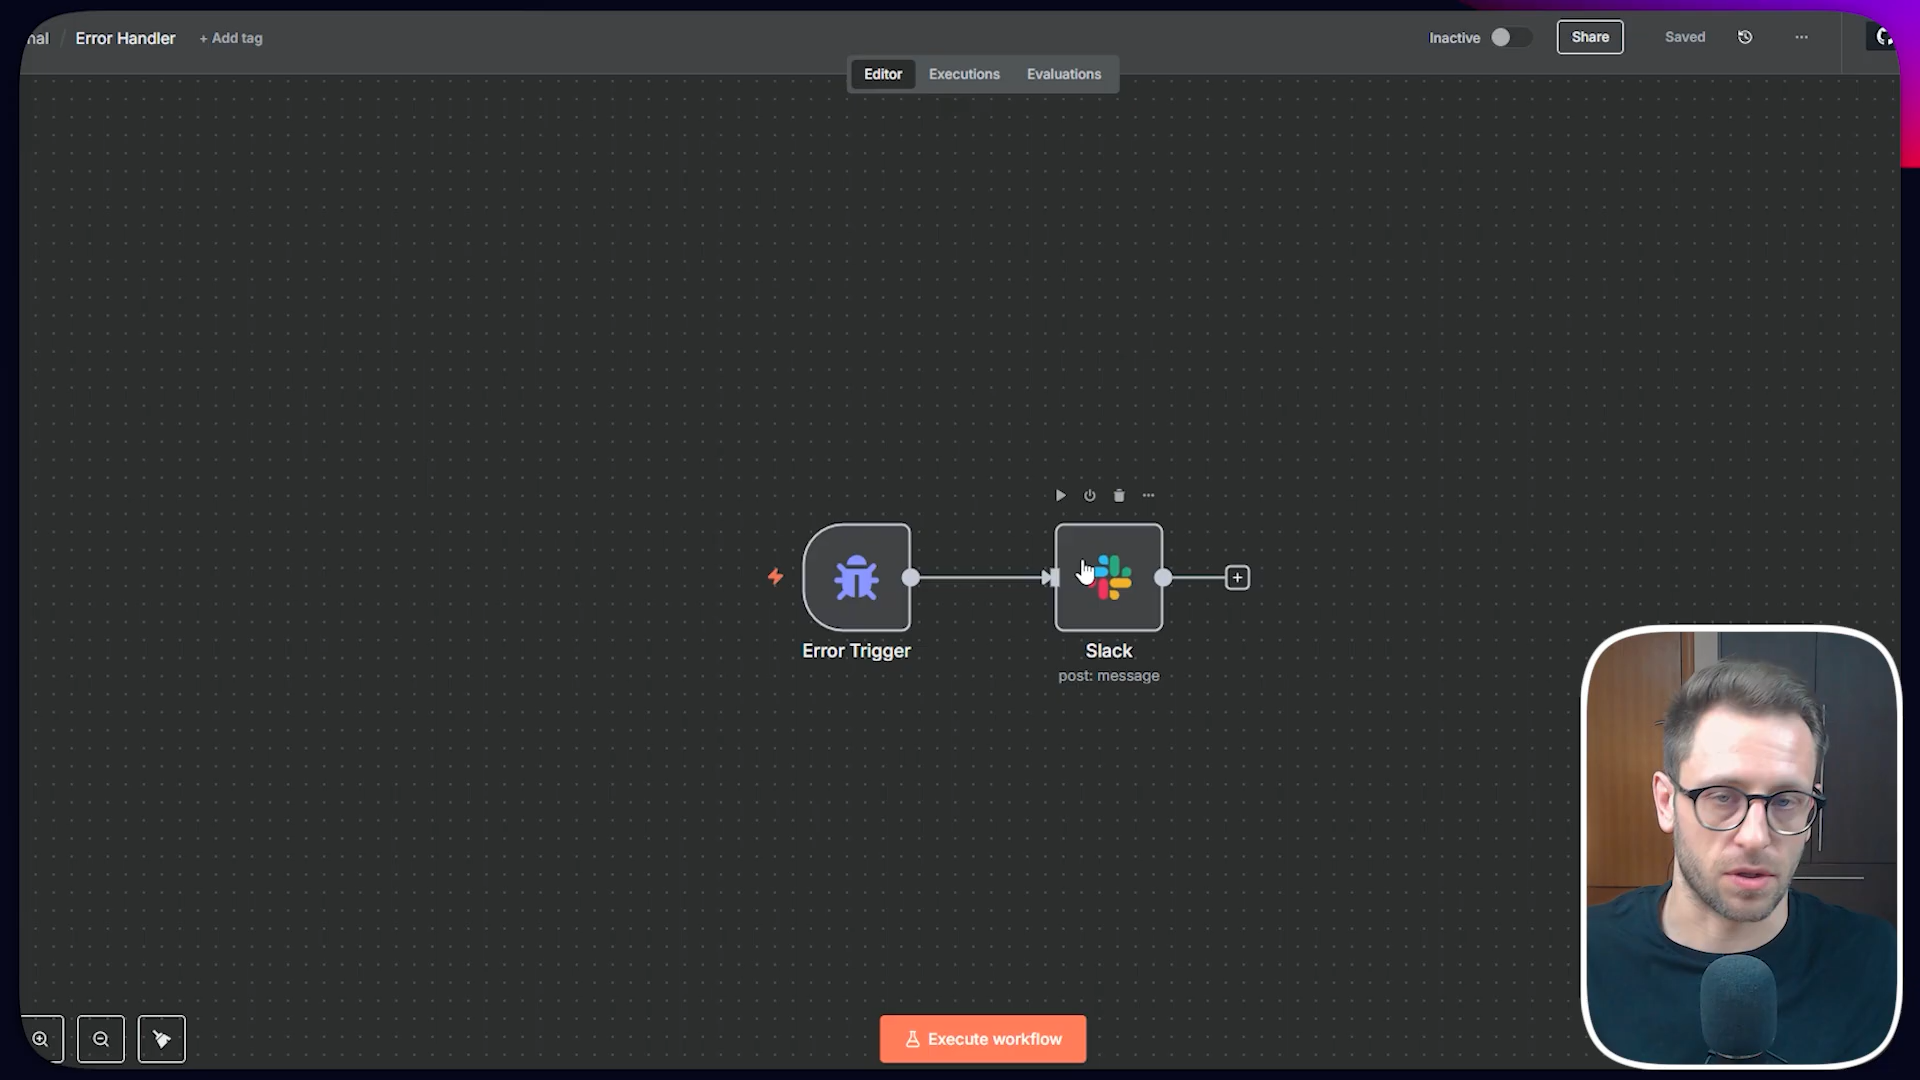 nal / Error Handler + Add tag
Inactive
Share
Saved
Editor Executions Evaluations
Error Trigger
Slack
post: message
Execute workflow